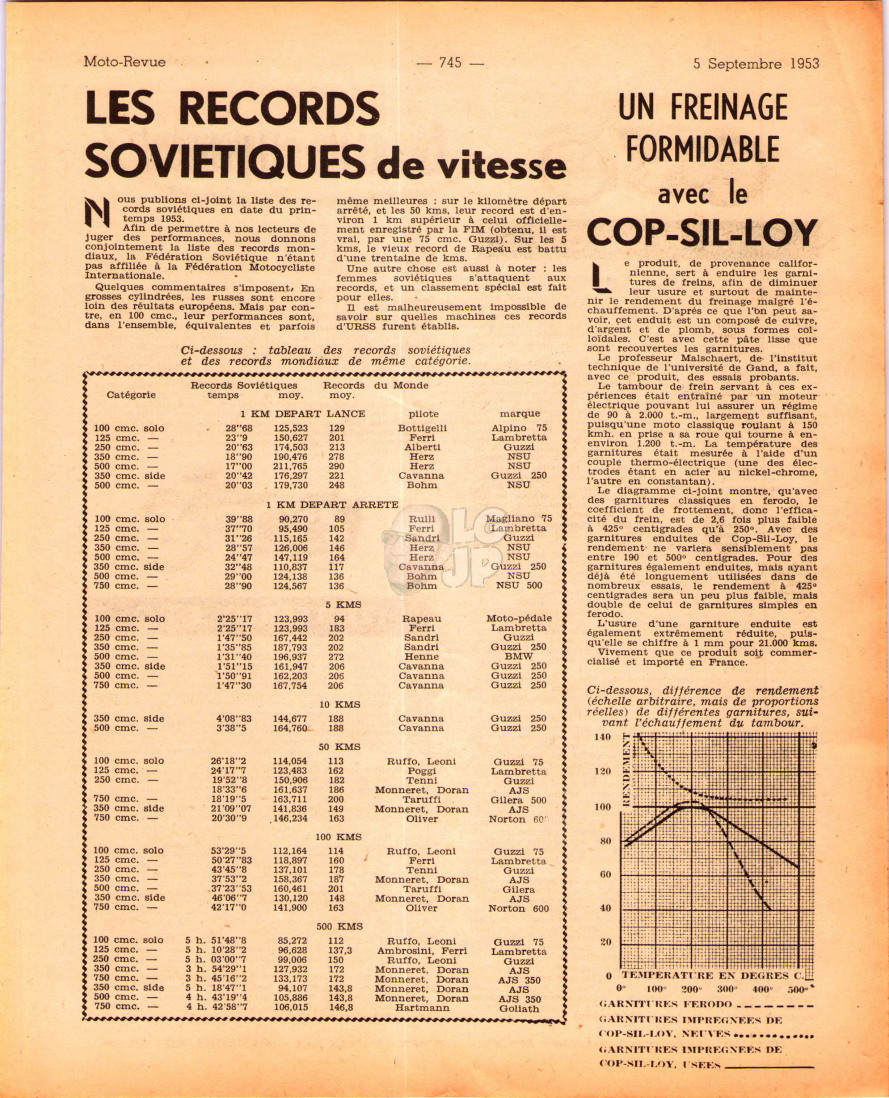 Moto-Revue
— 745 —
5 Septembre 1953
LES RECORDS
SOVIETIQUES de vitesse
Nous publions ci-joint la liste des re-
cords soviétiques en date du prin-
temps 1953.
Afin de permettre à nos lecteurs de
juger des performances, nous donnons
conjointement la liste des records mon-
diaux, la Fédération Soviétique n'étant
pas affiliée à la Fédération Motocycliste
Internationale.
Quelques commentaires s'imposent. En
grosses cylindrées, les russes sont encore
loin des réultats européens. Mais par con-
tre, en 100 cmc., leur performances sont,
dans l'ensemble, équivalentes et parfois
même meilleures : sur le kilomètre départ
arrêté, et les 50 kms, leur record est d'en-
viron 1 km supérieur à celui officielle-
ment enregistré par la FIM (obtenu, il est
vrai, par une 75 cmc. Guzzi). Sur les 5
kms, le vieux record de Rapeau est battu
d'une trentaine de kms.
Une autre chose est aussi à noter : les
femmes soviétiques s'attaquent aux
records, et un classement spécial est fait
pour elles.
Il est malheureusement impossible de
savoir sur quelles machines ces records
d'URSS furent établis.
Ci-dessous : tableau des records soviétiques
et des records mondiaux de même catégorie.
Records Soviétiques Records du Monde
Catégorie temps moy. moy.
1 KM DEPART LANCE pilote marque
100 cmc. solo 28"68 125,523 129 Bottigelli Alpino 75
125 cmc. — 23"9 150,627 201 Ferri Lambretta
250 cmc. — 20"63 174,503 213 Alberti Guzzi
350 cmc. — 18"90 190,476 278 Herz NSU
500 cmc. — 17"00 211,765 290 Herz NSU
350 cmc. side 20"42 176,297 221 Cavanna Guzzi 250
500 cmc. — 20"03 179,730 248 Bohm NSU
1 KM DEPART ARRETE
100 cmc. solo 39"88 90,270 89 Rulli Magliano 75
125 cmc. — 37"70 95,490 105 Ferri Lambretta
250 cmc. — 31"26 115,165 142 Sandri Guzzi
350 cmc. — 28"57 126,006 146 Herz NSU
500 cmc. — 24"47 147,119 164 Herz NSU
350 cmc. side 32"48 110,837 117 Cavanna Guzzi 250
500 cmc. — 29"00 124,138 136 Bohm NSU
750 cmc. — 28"90 124,567 136 Bohm NSU 500
5 KMS
100 cmc. solo 2'25"17 123,993 94 Rapeau Moto-pédale
125 cmc. — 2'25"17 123,993 183 Ferri Lambretta
250 cmc. — 1'47"50 167,442 202 Sandri Guzzi
350 cmc. — 1'35"85 187,793 202 Sandri Guzzi 250
500 cmc. — 1'31"40 196,937 272 Henne BMW
350 cmc. side 1'51"15 161,947 206 Cavanna Guzzi 250
500 cmc. — 1'50"91 162,203 206 Cavanna Guzzi 250
750 cmc. — 1'47"30 167,754 206 Cavanna Guzzi 250
10 KMS
350 cmc. side 4'08"83 144,677 188 Cavanna Guzzi 250
500 cmc. — 3'38"5 164,760 188 Cavanna Guzzi 250
50 KMS
100 cmc. solo 26'18"2 114,054 113 Ruffo, Leoni Guzzi 75
125 cmc. — 24'17"7 123,483 162 Poggi Lambretta
250 cmc. — 19'52"8 150,906 182 Tenni Guzzi
18'33"6 161,637 186 Monneret, Doran AJS
750 cmc. — 18'19"5 163,711 200 Taruffi Gilera 500
350 cmc. side 21'09"07 141,836 149 Monneret, Doran AJS
750 cmc. — 20'30"9 146,234 163 Oliver Norton
100 KMS
100 cmc. solo 53'29"5 112,164 114 Ruffo, Leoni Guzzi 75
125 cmc. — 50'27"83 118,897 160 Ferri Lambretta
250 cmc. — 43'45"8 137,101 178 Tenni Guzzi
350 cmc. — 37'53"2 158,367 187 Monneret, Doran AJS
500 cmc. — 37'23"53 160,461 201 Taruffi Gilera
350 cmc. side 46'06"7 130,120 148 Monneret, Doran AJS
750 cmc. — 42'17"0 141,900 163 Oliver Norton 600
500 KMS
100 cmc. solo 5 h. 51'48"8 85,272 112 Ruffo, Leoni Guzzi 75
125 cmc. — 5 h. 10'28"2 96,628 137,3 Ambrosini, Ferri Lambretta
250 cmc. — 5 h. 03'00"7 99,006 150 Ruffo, Leoni Guzzi
350 cmc. — 3 h. 54'29"1 127,932 172 Monneret, Doran AJS
750 cmc. — 3 h. 45'16"2 133,173 172 Monneret, Doran AJS 350
350 cmc. side 5 h. 18'47"1 94,107 143,8 Monneret, Doran AJS
500 cmc. — 4 h. 43'19"4 105,886 143,8 Monneret, Doran AJS 350
750 cmc. — 4 h. 42'58"7 106,015 146,8 Hartmann Goliath
UN FREINAGE
FORMIDABLE
avec le
COP-SIL-LOY
Le produit, de provenance califor-
nienne, sert à enduire les garni-
tures de freins, afin de diminuer
leur usure et surtout de mainte-
nir le rendement du freinage malgré l'é-
chauffement. D'après ce que l'bn peut sa-
voir, cet enduit est un composé de cuivre,
d'argent et de plomb, sous formes col-
loïdales. C'est avec cette pâte lisse que
sont recouvertes les garnitures.
Le professeur Malschaert, de l'institut
technique de l'université de Gand, a fait,
avec ce produit, des essais probants.
Le tambour de frein servant à ces ex-
périences était entraîné par un moteur
électrique pouvant lui assurer un régime
de 90 à 2.000 t.-m., largement suffisant,
puisqu'une moto classique roulant à 150
kmh. en prise a sa roue qui tourne à en-
environ 1.200 t.-m. La température des
garnitures était mesurée à l'aide d'un
couple thermo-électrique (une des élec-
trodes étant en acier au nickel-chrome,
l'autre en constantan).
Le diagramme ci-joint montre, qu'avec
des garnitures classiques en ferodo, le
coefficient de frottement, donc l'effica-
cité du frein, est de 2,6 fois plus faible
à 425° centigrades qu'à 250°. Avec des
garnitures enduites de Cop-Sil-Loy, le
rendement ne variera sensiblement pas
entre 190 et 500° centigrades. Pour des
garnitures également enduites, mais ayant
déjà été longuement utilisées dans de
nombreux essais, le rendement à 425°
centigrades sera un peu plus faible, mais
double de celui de garnitures simples en
ferodo.
L'usure d'une garniture enduite est
également extrêmement réduite, puis-
qu'elle se chiffre à 1 mm pour 21.000 kms.
Vivement que ce produit soit commer-
cialisé et importé en France.
Ci-dessous, différence de rendement
(échelle arbitraire, mais de proportions
réelles) de différentes garnitures, sui-
vant l'échauffement du tambour.
RENDEMENT
140
120
100
80
60
40
20
0
TEMPERATURE EN DEGRES C.
0° 100° 200° 300° 400° 500°
GARNITURES FERODO
GARNITURES IMPREGNEES DE
COP-SIL-LOY, NEUVES
GARNITURES IMPREGNEES DE
COP-SIL-LOY, USEES